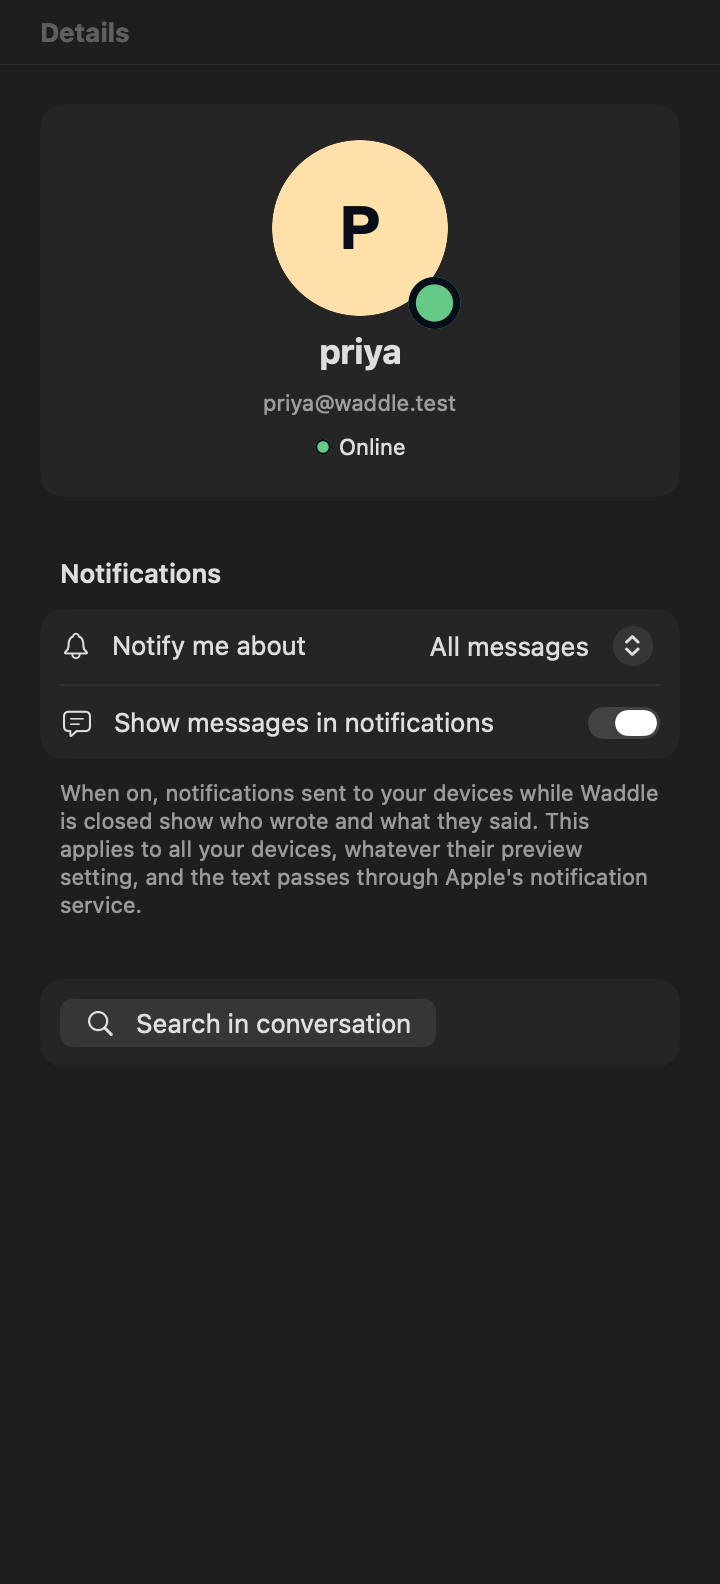 Details
P
priya
priya@waddle.test
Online
Notifications
Notify me about All messages
Show messages in notifications
When on, notifications sent to your devices while Waddle
is closed show who wrote and what they said. This
applies to all your devices, whatever their preview
setting, and the text passes through Apple's notification
service.
Search in conversation